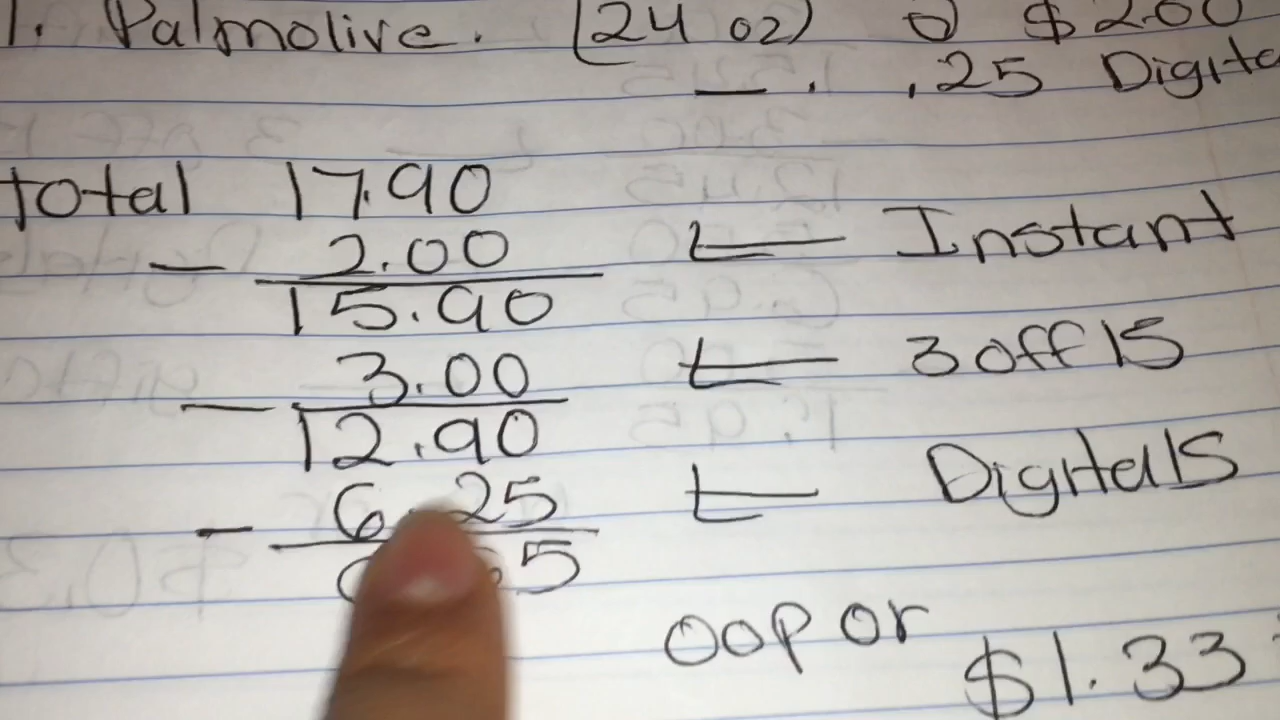 1. Palmolive. (24 oz) @ $2.00
. .25 Digita
total 17.90
- 2.00 ← Instant
15.90
- 3.00 ← 3 off 15
12.90
- 6.25 ← Digitals
OOP or
$1.33